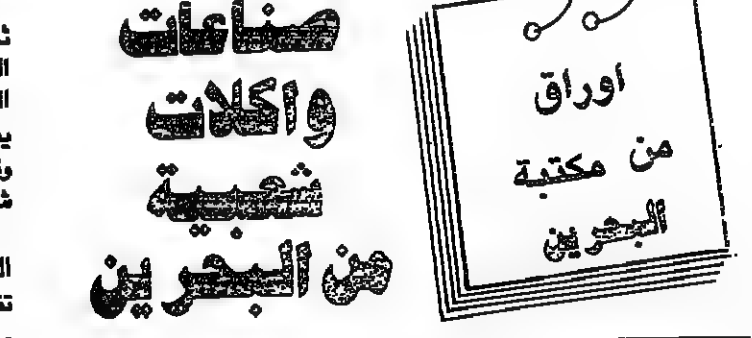 اوراق
من مكتبة
البحرين
صناعات
واكلات
شعبية
من البحرين